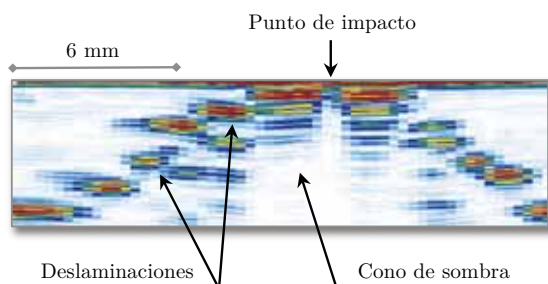 Punto de impacto
6 mm
Deslaminaciones
Cono de sombra